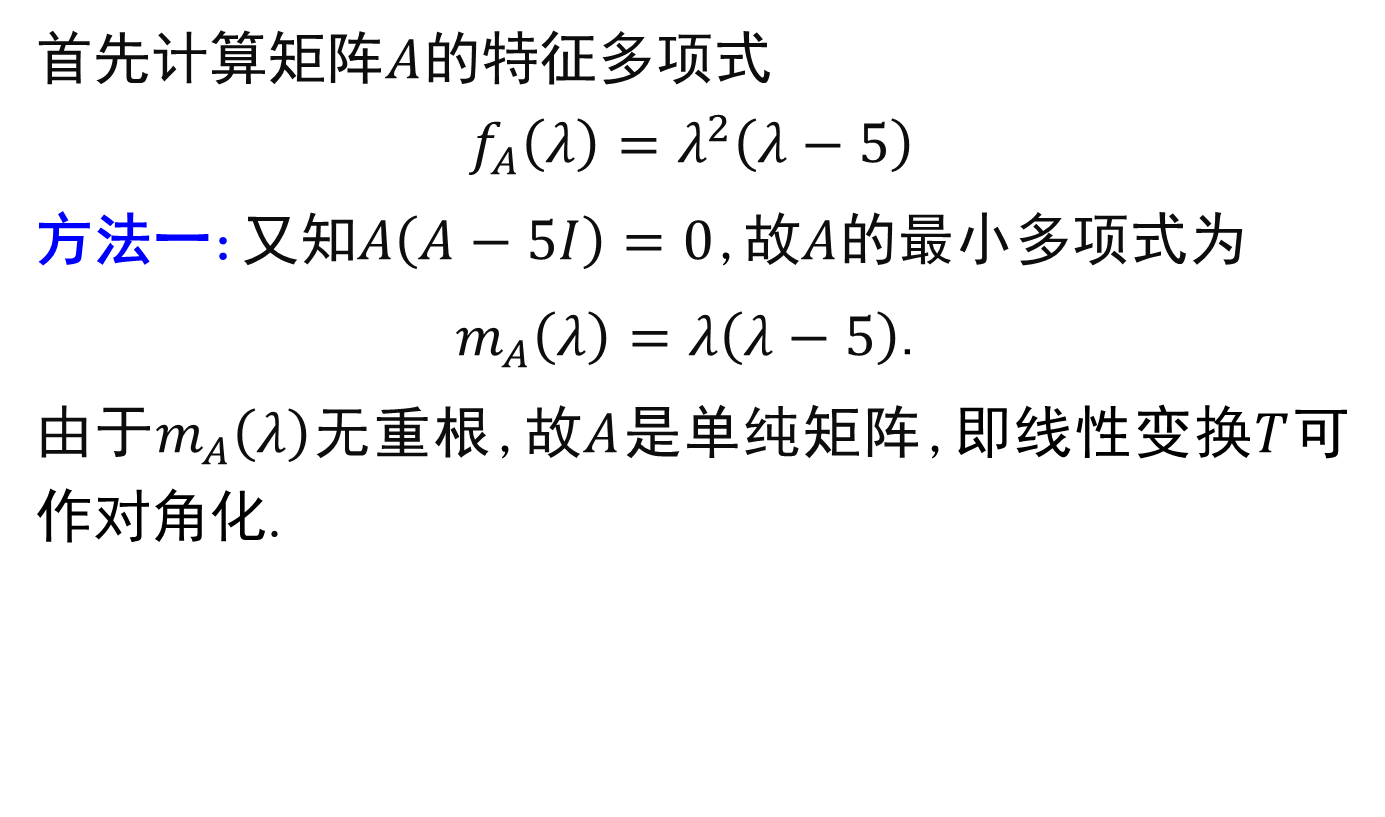 首先计算矩阵A的特征多项式
f_A(λ) = λ²(λ − 5)
方法一: 又知A(A − 5I) = 0, 故A的最小多项式为
m_A(λ) = λ(λ − 5).
由于m_A(λ)无重根, 故A是单纯矩阵, 即线性变换T可
作对角化.